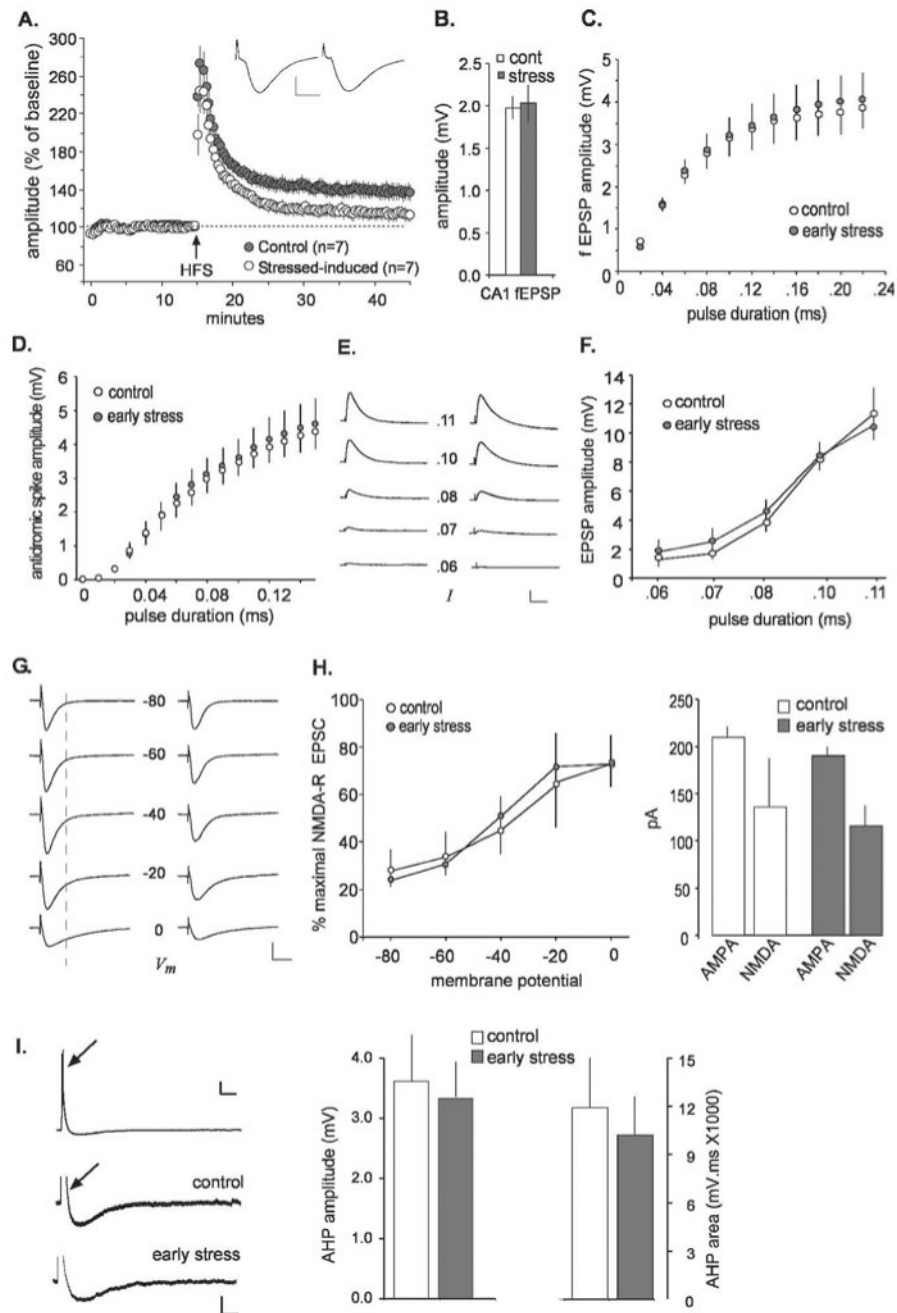 A.
300
260
220
180
140
100
60
amplitude (% of baseline)
HFS
Control (n=7)
Stressed-induced (n=7)
0 10 20 30 40
minutes
B.
cont
stress
2.5
2.0
1.5
1.0
0.5
0.0
amplitude (mV)
CA1 fEPSP
C.
5
4
3
2
1
0
f EPSP amplitude (mV)
control
early stress
0 .04 .08 .12 .16 .20 .24
pulse duration (ms)
D.
6
5
4
3
2
1
0
antidromic spike amplitude (mV)
control
early stress
0 0.04 0.08 0.12
pulse duration (ms)
E.
.11
.10
.08
.07
.06
I
F.
14
12
10
8
6
4
2
0
EPSP amplitude (mV)
control
early stress
.06 .07 .08 .10 .11
pulse duration (ms)
G.
-80
-60
-40
-20
0
Vm
H.
100
80
60
40
20
0
% maximal NMDA-R EPSC
control
early stress
-80 -60 -40 -20 0
membrane potential
control
early stress
250
200
150
100
50
0
pA
AMPA
NMDA
AMPA
NMDA
I.
control
early stress
control
early stress
4.0
3.0
4.0
1.0
0.0
AHP amplitude (mV)
15
12
9
6
3
0
AHP area (mV.ms X1000)